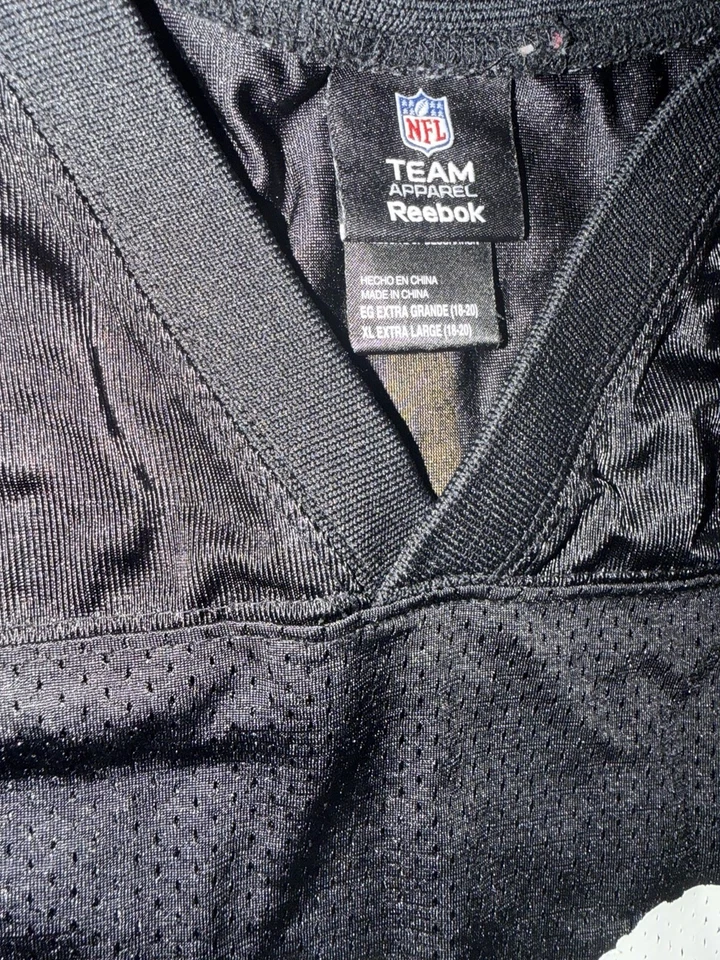 NFL
TEAM
APPAREL
Reebok
HECHO EN CHINA
MADE IN CHINA
EG EXTRA GRANDE (18-20)
XL EXTRA LARGE (18-20)